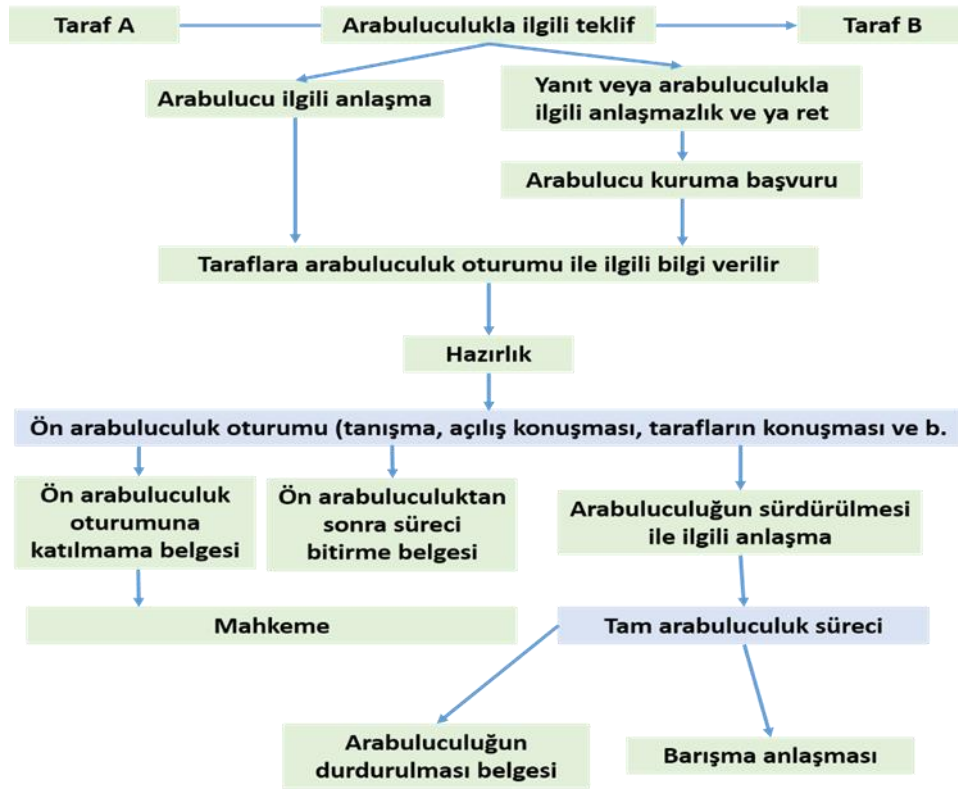 Taraf A
Arabuluculukla ilgili teklif
Taraf B
Arabulucu ilgili anlaşma
Yanıt veya arabuluculukla
ilgili anlaşmazlık ve ya ret
Arabulucu kuruma başvuru
Taraflara arabuluculuk oturumu ile ilgili bilgi verilir
Hazırlık
Ön arabuluculuk oturumu (tanışma, açılış konuşması, tarafların konuşması ve b.
Ön arabuluculuk
oturumuna
katılmama belgesi
Ön arabuluculuktan
sonra süreci
bitirme belgesi
Arabuluculuğun sürdürülmesi
ile ilgili anlaşma
Mahkeme
Tam arabuluculuk süreci
Arabuluculuğun
durdurulması belgesi
Barışma anlaşması